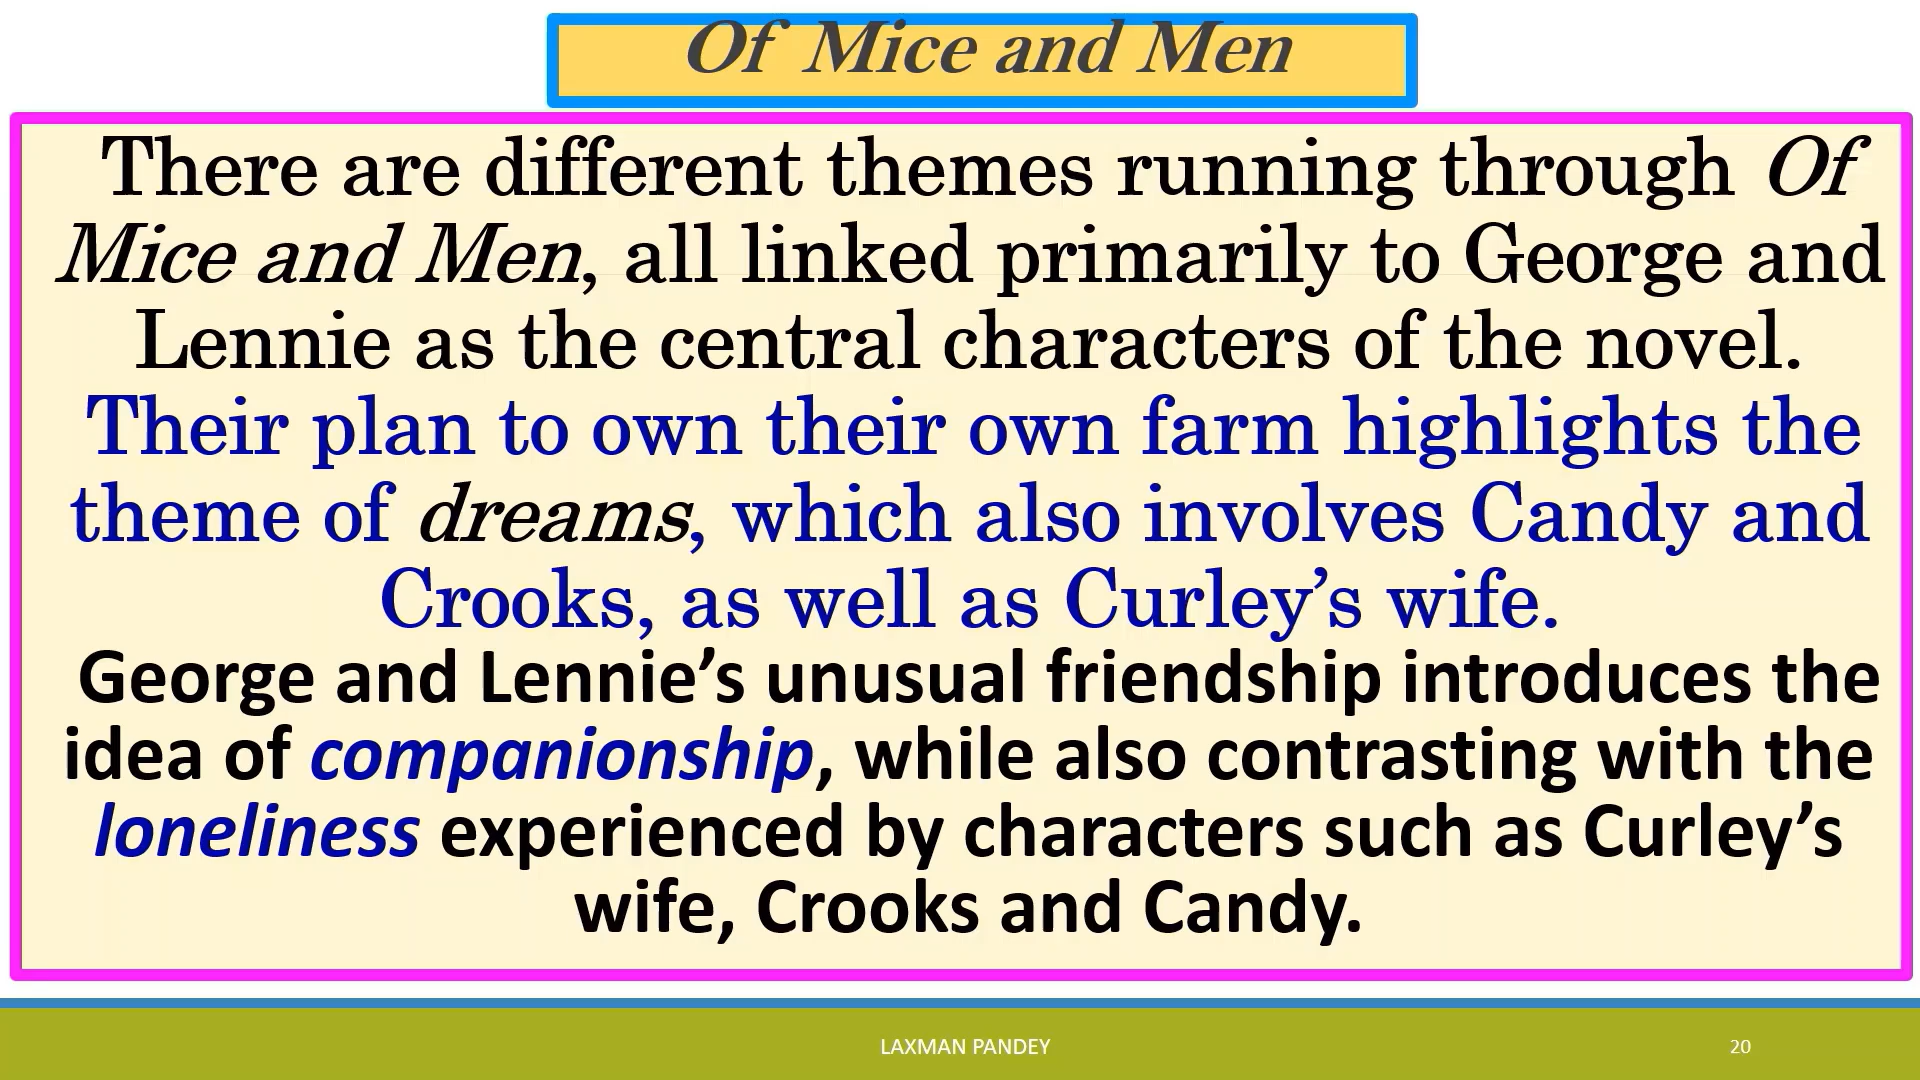 Of Mice and Men
There are different themes running through Of
Mice and Men, all linked primarily to George and
Lennie as the central characters of the novel.
Their plan to own their own farm highlights the
theme of dreams, which also involves Candy and
Crooks, as well as Curley’s wife.
George and Lennie’s unusual friendship introduces the
idea of companionship, while also contrasting with the
loneliness experienced by characters such as Curley’s
wife, Crooks and Candy.
LAXMAN PANDEY
20